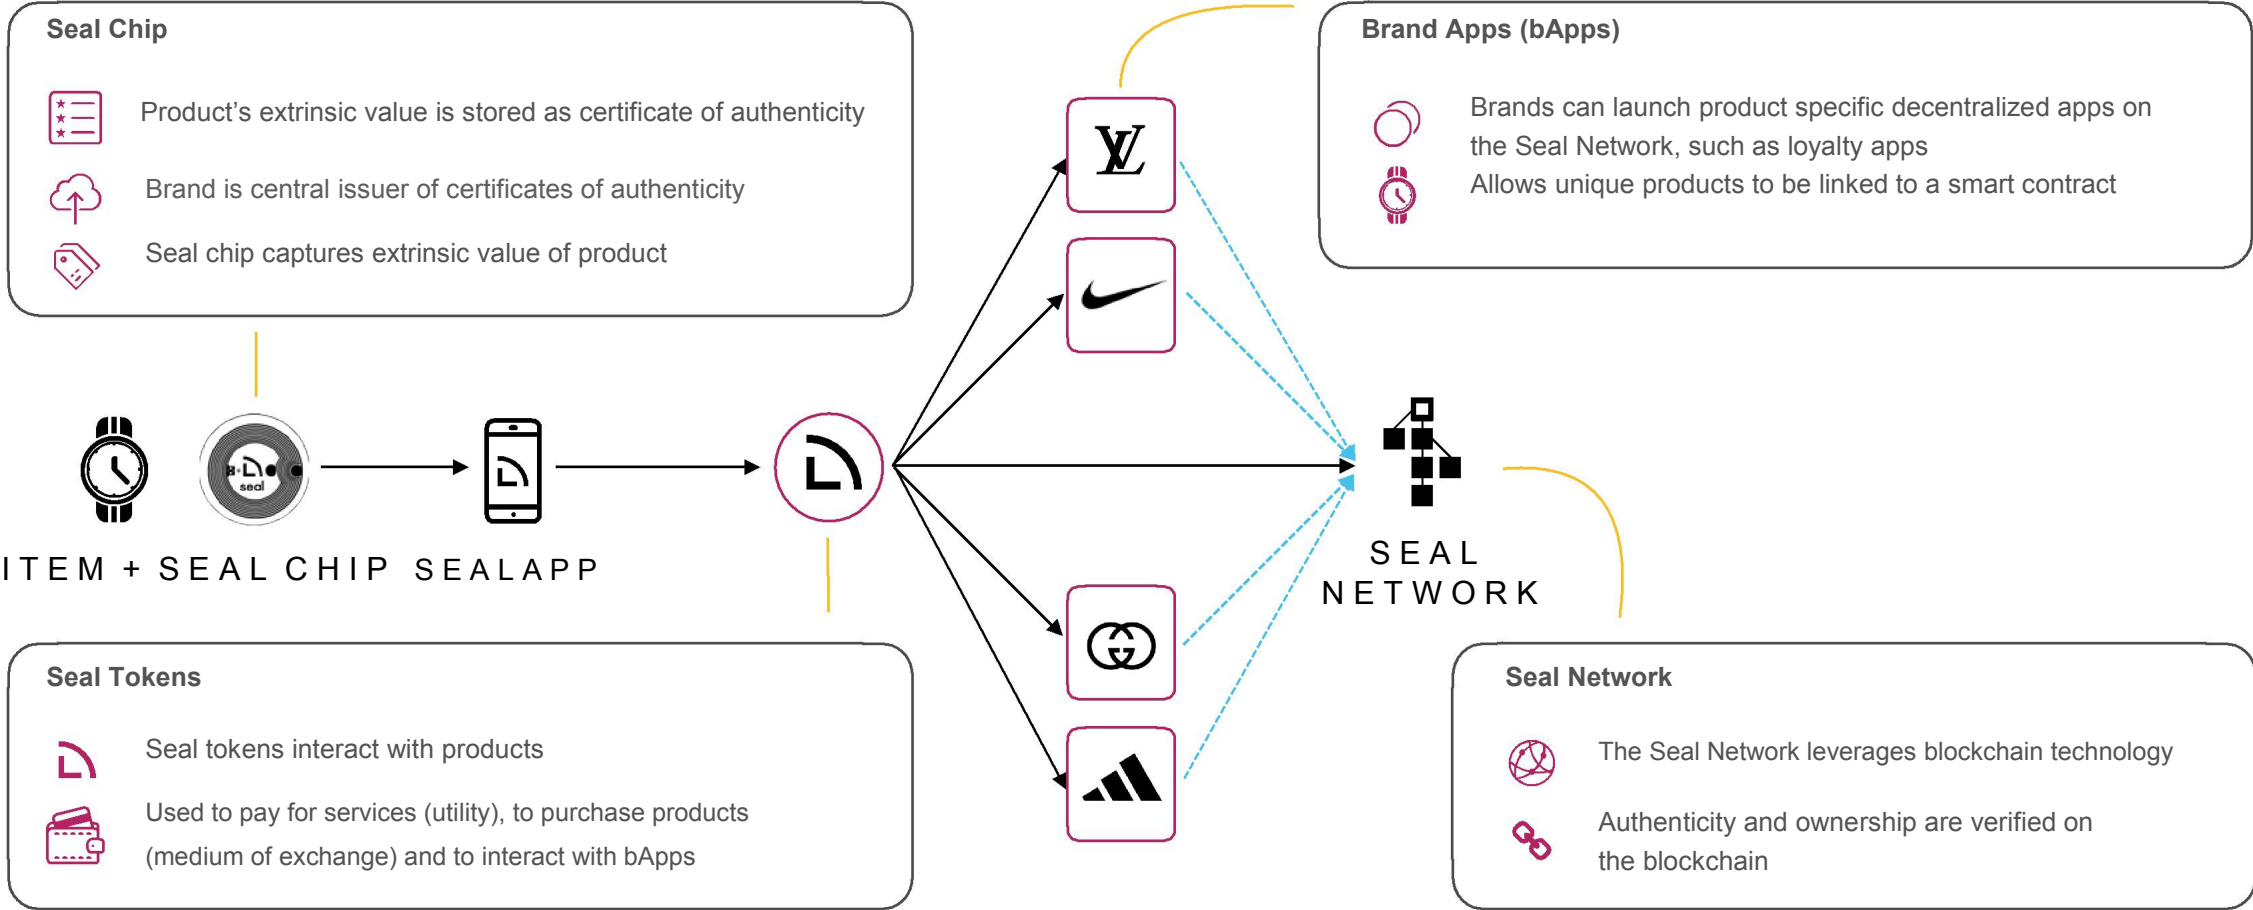 Seal Chip
Product’s extrinsic value is stored as certificate of authenticity
Brand is central issuer of certificates of authenticity
Seal chip captures extrinsic value of product
Brand Apps (bApps)
Brands can launch product specific decentralized apps on
the Seal Network, such as loyalty apps
Allows unique products to be linked to a smart contract
LV
seal
ITEM + SEAL CHIP
SEALAPP
SEAL
NETWORK
Seal Tokens
Seal tokens interact with products
Used to pay for services (utility), to purchase products
(medium of exchange) and to interact with bApps
Seal Network
The Seal Network leverages blockchain technology
Authenticity and ownership are verified on
the blockchain